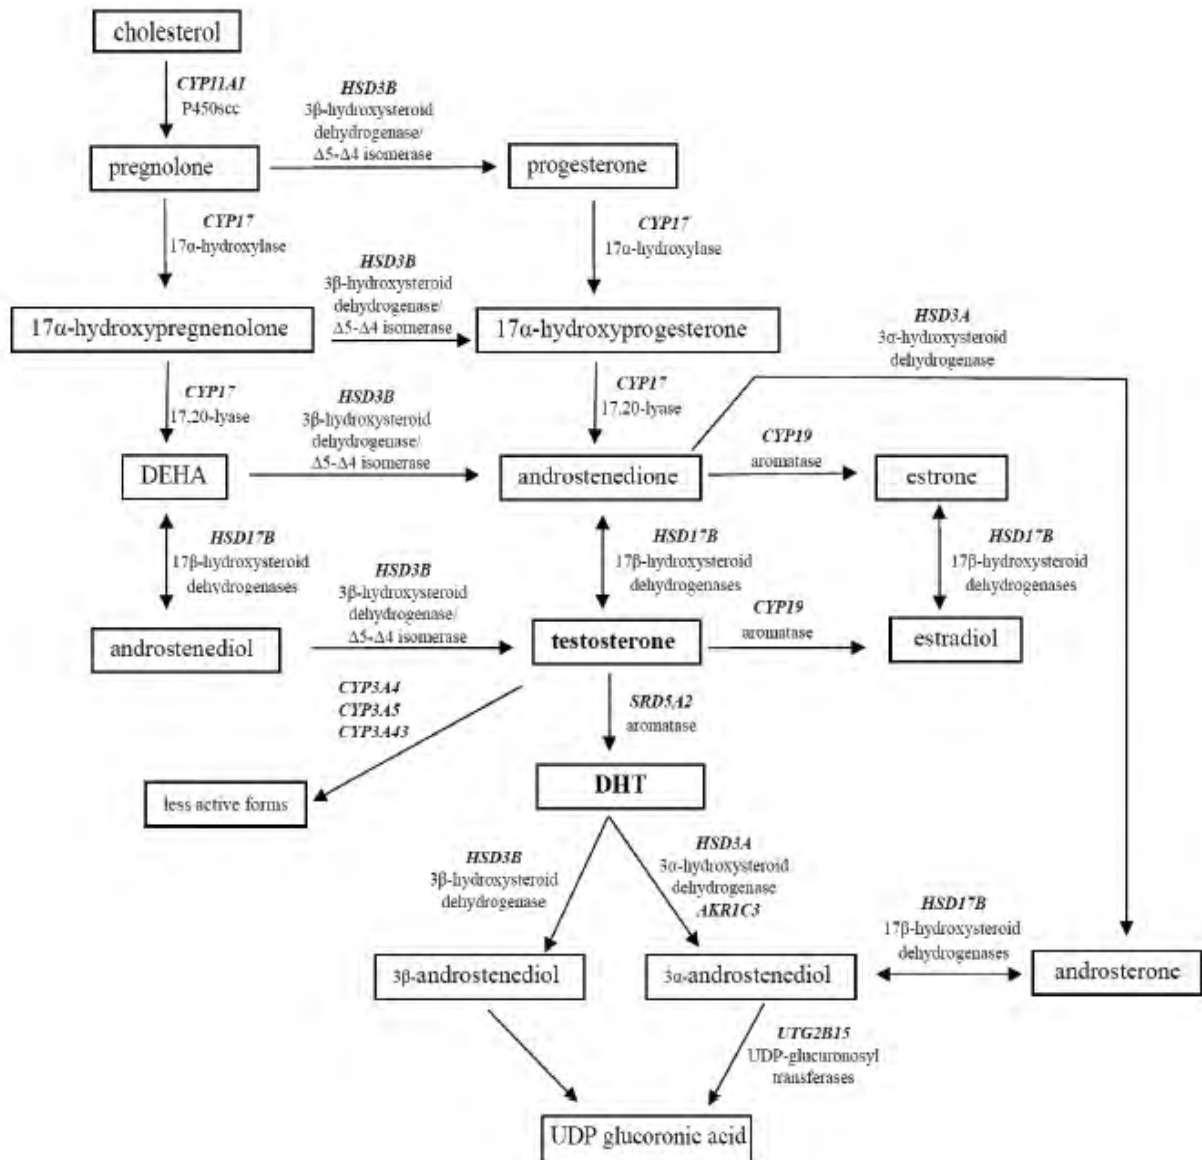 cholesterol
CYP11A1
P450scc
HSD3B
3β-hydroxysteroid
dehydrogenase/
Δ5-Δ4 isomerase
pregnolone
progesterone
CYP17
17α-hydroxylase
CYP17
17α-hydroxylase
HSD3B
3β-hydroxysteroid
dehydrogenase/
Δ5-Δ4 isomerase
17α-hydroxypregnenolone
17α-hydroxyprogesterone
HSD3A
3α-hydroxysteroid
dehydrogenase
CYP17
17,20-lyase
HSD3B
3β-hydroxysteroid
dehydrogenase/
Δ5-Δ4 isomerase
CYP17
17,20-lyase
CYP19
aromatase
DEHA
androstenedione
estrone
HSD17B
17β-hydroxysteroid
dehydrogenases
HSD3B
3β-hydroxysteroid
dehydrogenase/
Δ5-Δ4 isomerase
HSD17B
17β-hydroxysteroid
dehydrogenases
HSD17B
17β-hydroxysteroid
dehydrogenases
CYP19
aromatase
androstenediol
testosterone
estradiol
CYP3A4
CYP3A5
CYP3A43
SRD5A2
aromatase
less active forms
DHT
HSD3B
3β-hydroxysteroid
dehydrogenase
HSD3A
3α-hydroxysteroid
dehydrogenase
AKR1C3
HSD17B
17β-hydroxysteroid
dehydrogenases
3β-androstenediol
3α-androstenediol
androsterone
UTG2B15
UDP-glucuronosyl
transferases
UDP glucoronic acid